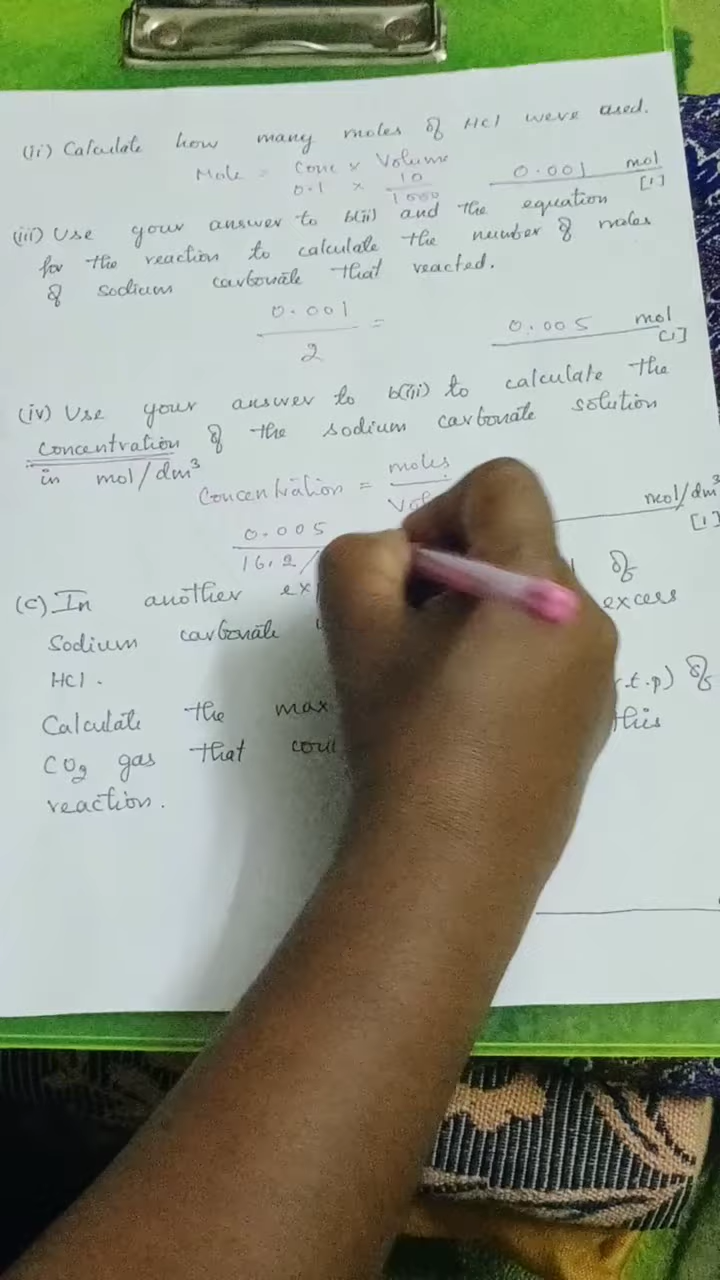 (ii) Calculate how many moles of HCl were used.
Mole = Conc x Volume
0.1 x 10/1000 0.001 mol
[1]
(iii) Use your answer to b(ii) and the equation
for the reaction to calculate the number of moles
of sodium carbonate that reacted.
0.001/2 = 0.005 mol
[1]
(iv) Use your answer to b(iii) to calculate the
concentration of the sodium carbonate solution
in mol/dm³
Concentration = moles/Vol
mol/dm³
[1]
0.005/16.2/
(c) In another ex of
Sodium carbonate excess
HCl.
Calculate the max r.t.p) of
CO₂ gas that this
reaction.